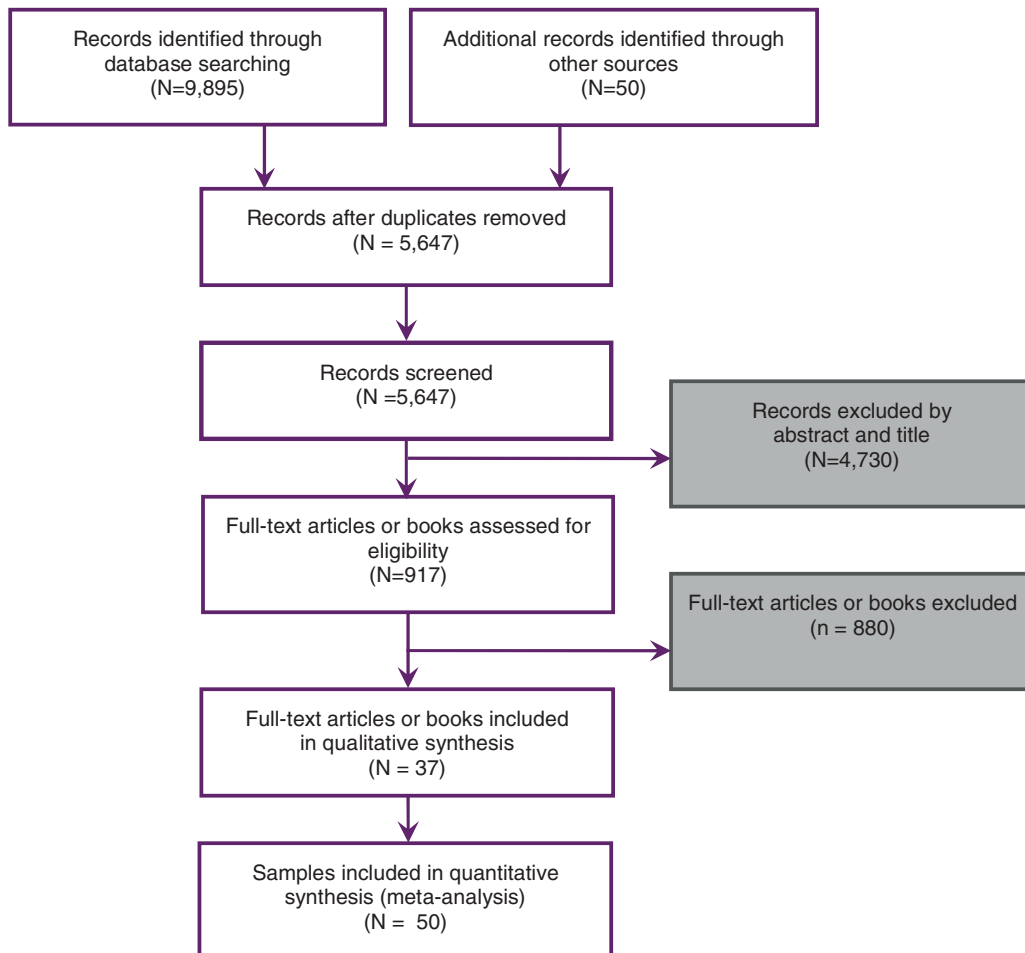 Records identified through
database searching
(N=9,895)
Additional records identified through
other sources
(N=50)
Records after duplicates removed
(N = 5,647)
Records screened
(N =5,647)
Records excluded by
abstract and title
(N=4,730)
Full-text articles or books assessed for
eligibility
(N=917)
Full-text articles or books excluded
(n = 880)
Full-text articles or books included
in qualitative synthesis
(N = 37)
Samples included in quantitative
synthesis (meta-analysis)
(N = 50)